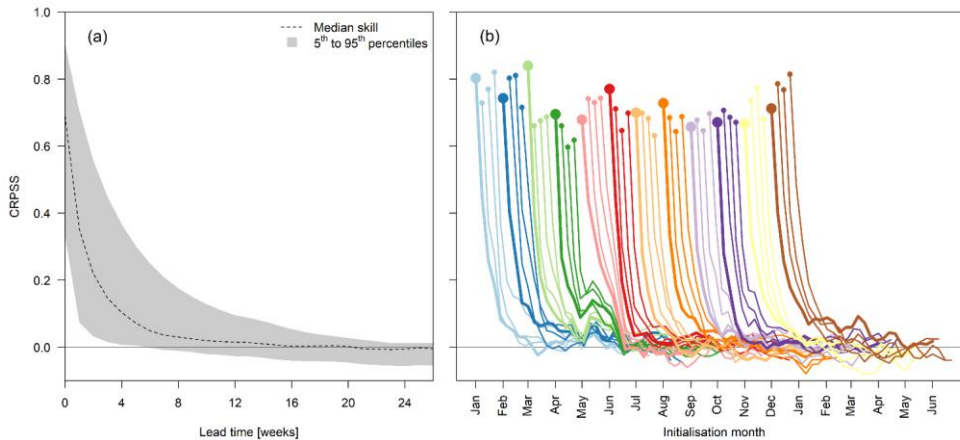 (a)
Median skill
5th to 95th percentiles
(b)
CRPSS
1.0
0.8
0.6
0.4
0.2
0.0
0 4 8 12 16 20 24
Lead time [weeks]
Jan Feb Mar Apr May Jun Jul Aug Sep Oct Nov Dec Jan Feb Mar Apr May Jun
Initialisation month